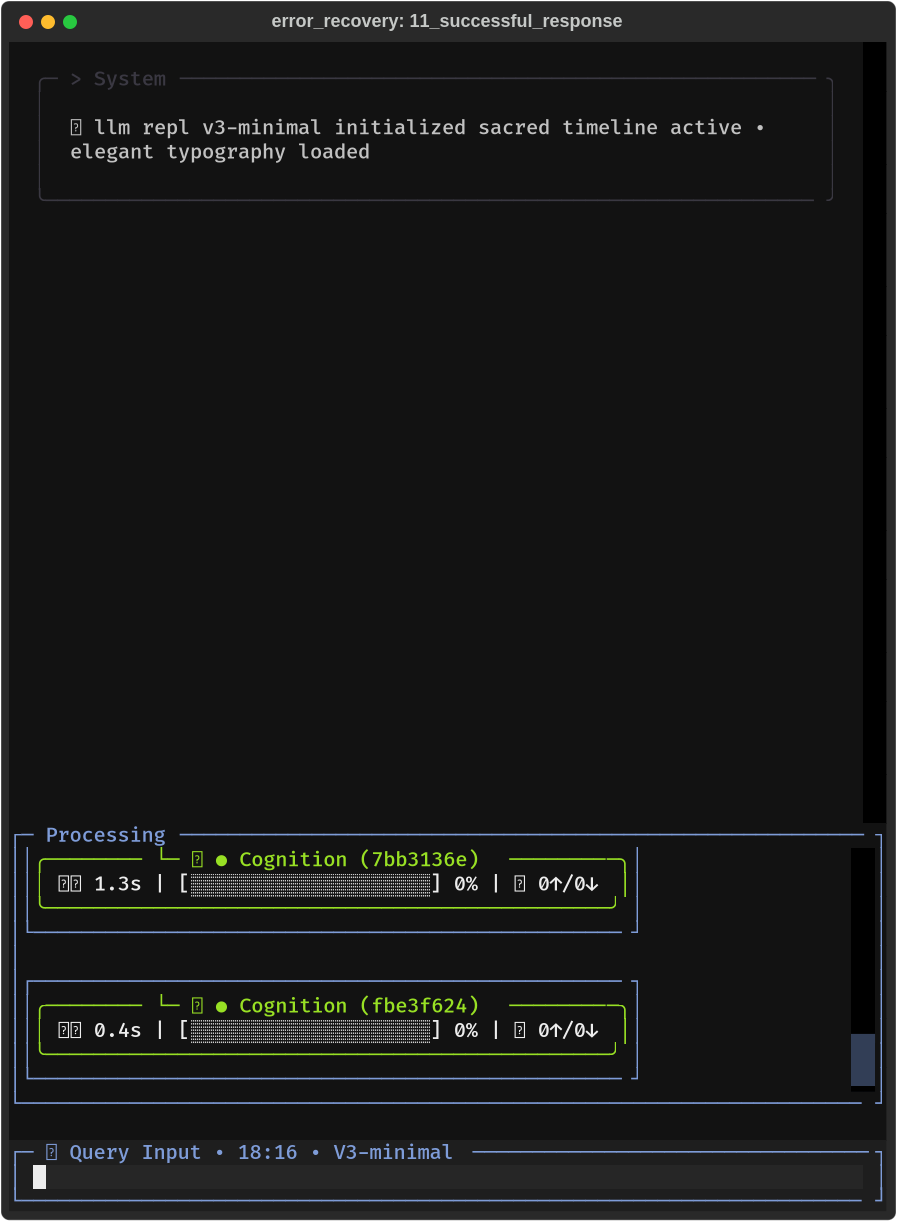 error_recovery: 11_successful_response
> System
llm repl v3-minimal initialized sacred timeline active •
elegant typography loaded
Processing
● Cognition (7bb3136e)
1.3s | [░░░░░░░░░░░░░░░░░░░░] 0% | 0↑/0↓
● Cognition (fbe3f624)
0.4s | [░░░░░░░░░░░░░░░░░░░░] 0% | 0↑/0↓
Query Input • 18:16 • V3-minimal